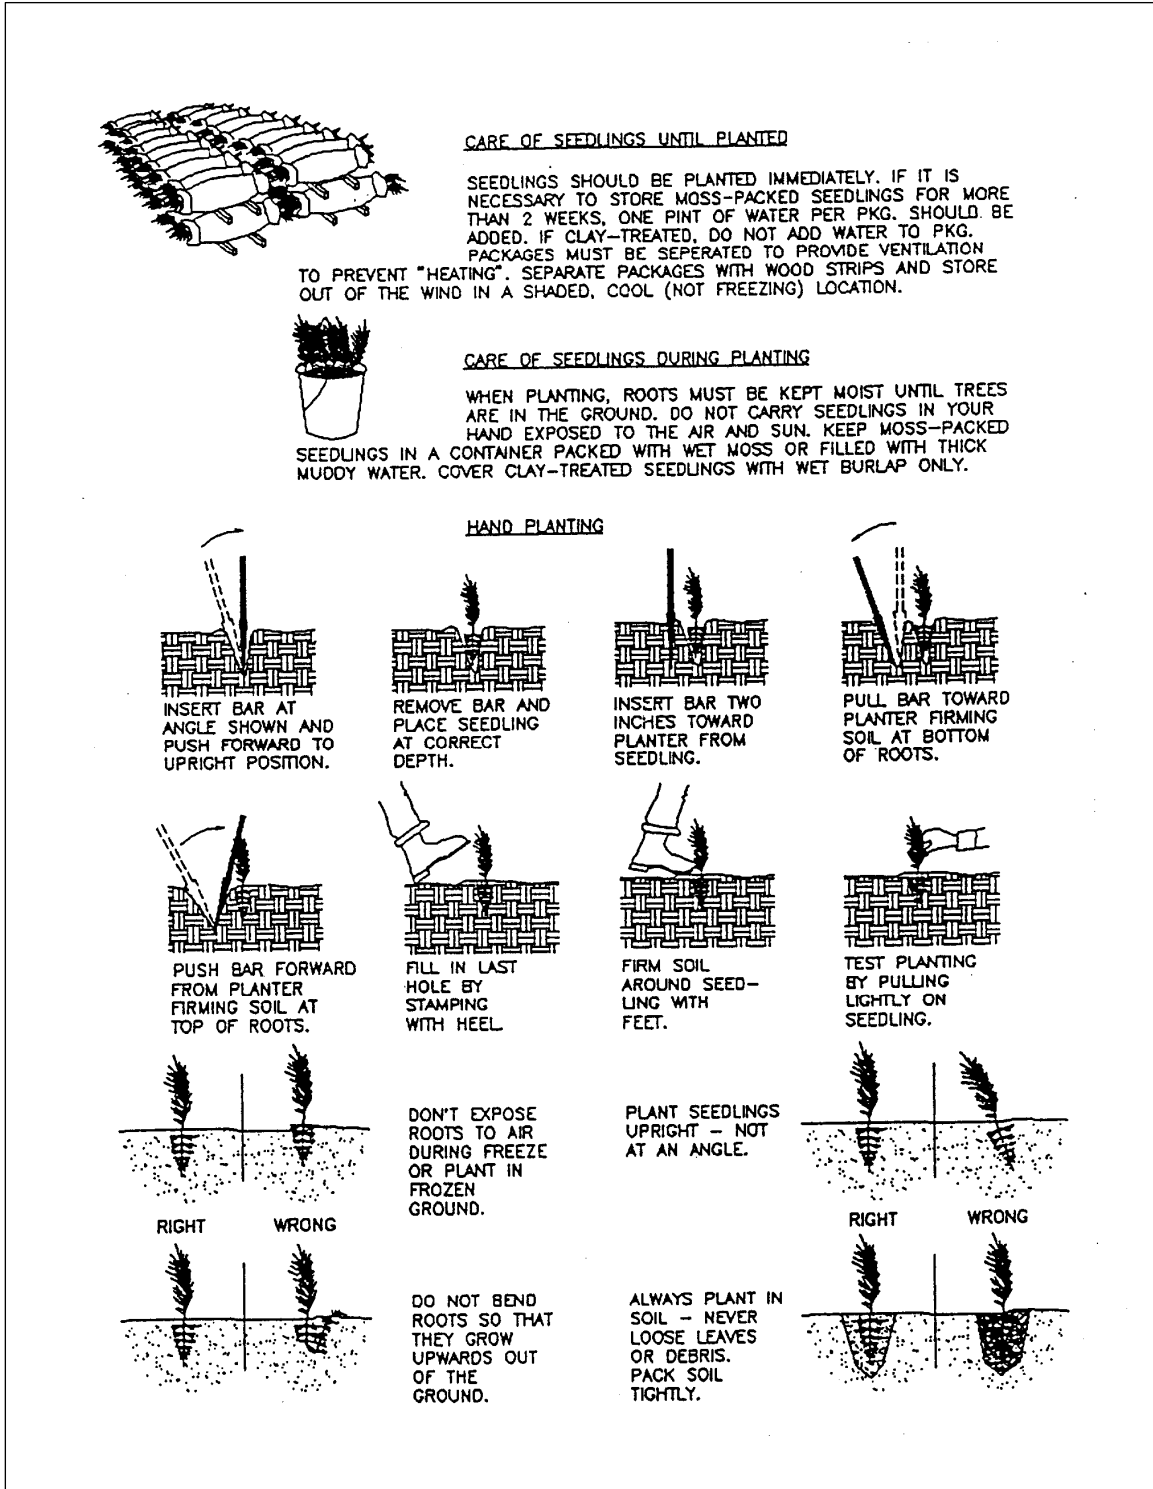 CARE OF SEEDLINGS UNTIL PLANTED
SEEDLINGS SHOULD BE PLANTED IMMEDIATELY. IF IT IS
NECESSARY TO STORE MOSS-PACKED SEEDLINGS FOR MORE
THAN 2 WEEKS, ONE PINT OF WATER PER PKG. SHOULD BE
ADDED. IF CLAY-TREATED, DO NOT ADD WATER TO PKG.
PACKAGES MUST BE SEPERATED TO PROVIDE VENTILATION
TO PREVENT "HEATING". SEPARATE PACKAGES WITH WOOD STRIPS AND STORE
OUT OF THE WIND IN A SHADED, COOL (NOT FREEZING) LOCATION.
CARE OF SEEDLINGS DURING PLANTING
WHEN PLANTING, ROOTS MUST BE KEPT MOIST UNTIL TREES
ARE IN THE GROUND. DO NOT CARRY SEEDLINGS IN YOUR
HAND EXPOSED TO THE AIR AND SUN. KEEP MOSS-PACKED
SEEDLINGS IN A CONTAINER PACKED WITH WET MOSS OR FILLED WITH THICK
MUDDY WATER. COVER CLAY-TREATED SEEDLINGS WITH WET BURLAP ONLY.
HAND PLANTING
INSERT BAR AT
ANGLE SHOWN AND
PUSH FORWARD TO
UPRIGHT POSITION.
REMOVE BAR AND
PLACE SEEDLING
AT CORRECT
DEPTH.
INSERT BAR TWO
INCHES TOWARD
PLANTER FROM
SEEDLING.
PULL BAR TOWARD
PLANTER FIRMING
SOIL AT BOTTOM
OF ROOTS.
PUSH BAR FORWARD
FROM PLANTER
FIRMING SOIL AT
TOP OF ROOTS.
FILL IN LAST
HOLE BY
STAMPING
WITH HEEL.
FIRM SOIL
AROUND SEED-
LING WITH
FEET.
TEST PLANTING
BY PULLING
LIGHTLY ON
SEEDLING.
DON'T EXPOSE
ROOTS TO AIR
DURING FREEZE
OR PLANT IN
FROZEN
GROUND.
RIGHT WRONG
PLANT SEEDLINGS
UPRIGHT - NOT
AT AN ANGLE.
RIGHT WRONG
DO NOT BEND
ROOTS SO THAT
THEY GROW
UPWARDS OUT
OF THE
GROUND.
ALWAYS PLANT IN
SOIL - NEVER
LOOSE LEAVES
OR DEBRIS.
PACK SOIL
TIGHTLY.